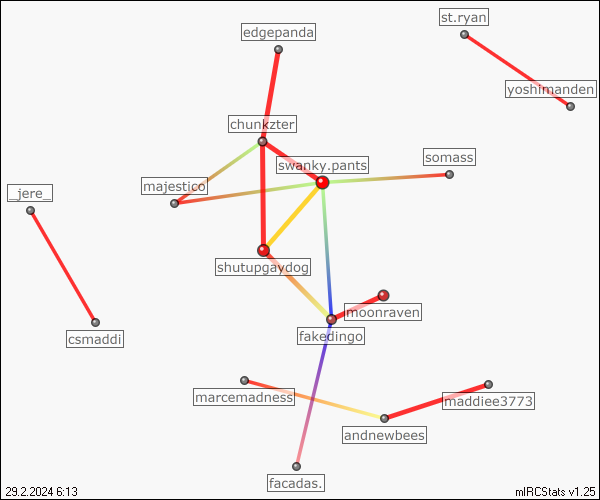 st.ryan
edgepanda
yoshimanden
chunkzter
somass
swanky.pants
majestico
_jere_
shutupgaydog
moonraven
fakedingo
csmaddi
marcemadness
maddiee3773
andnewbees
facadas.
29.2.2024 6:13
mIRCStats v1.25